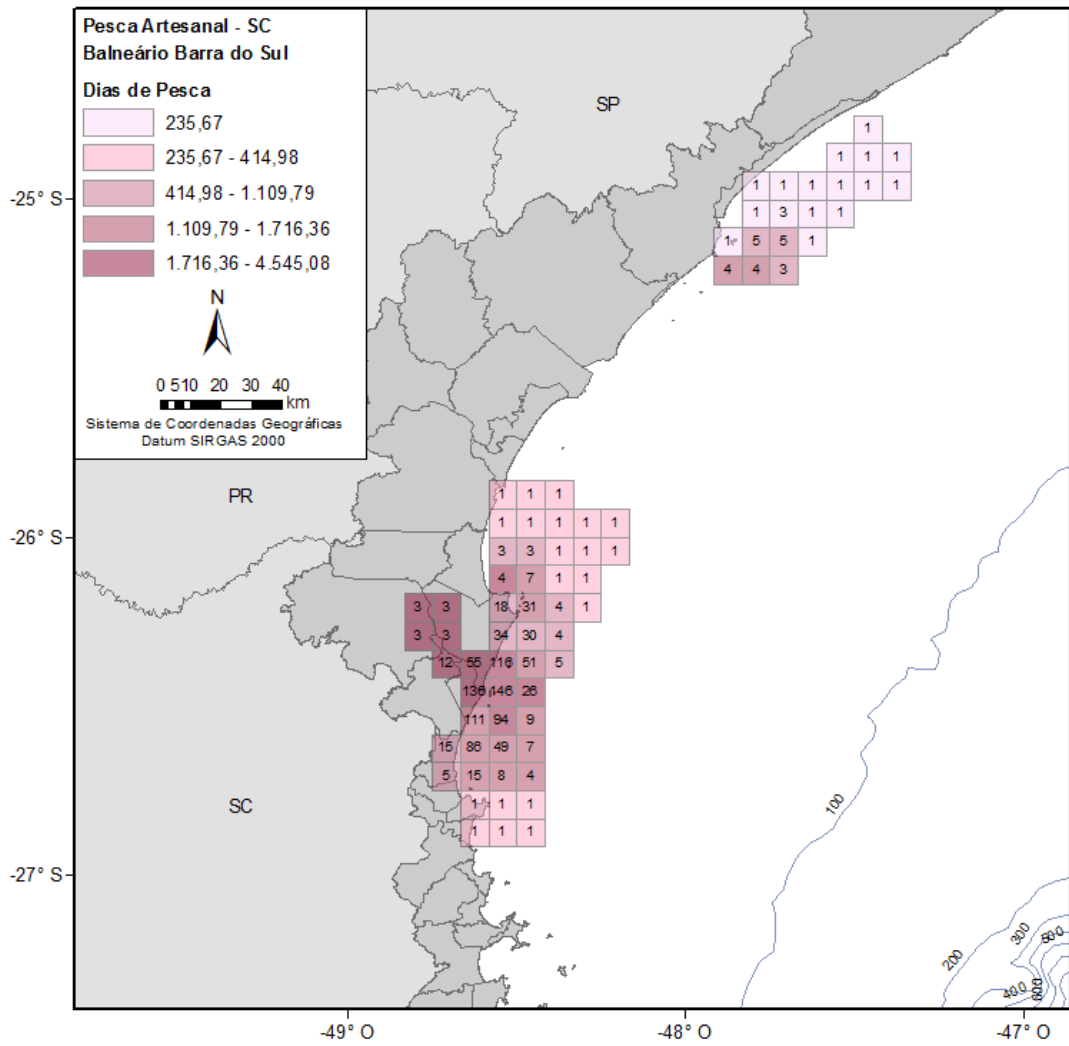 Pesca Artesanal - SC
Balneário Barra do Sul
Dias de Pesca
235,67
235,67 - 414,98
414,98 - 1.109,79
1.109,79 - 1.716,36
1.716,36 - 4.545,08
N
0 5 10 20 30 40
km
Sistema de Coordenadas Geográficas
Datum SIRGAS 2000
SP
PR
SC
-25° S
-26° S
-27° S
1
1 1 1
1 1 1 1 1 1
1 3 1 1
1 5 5 1
4 4 3
1 1 1
1 1 1 1 1
3 3 1 1 1
4 7 1 1
3 3 18 31 4 1
3 3 34 30 4
12 55 116 51 5
136 146 26
111 94 9
15 86 49 7
5 15 8 4
1 1 1
1 1 1
100
200
300
400
500
600
-49° O
-48° O
-47° O